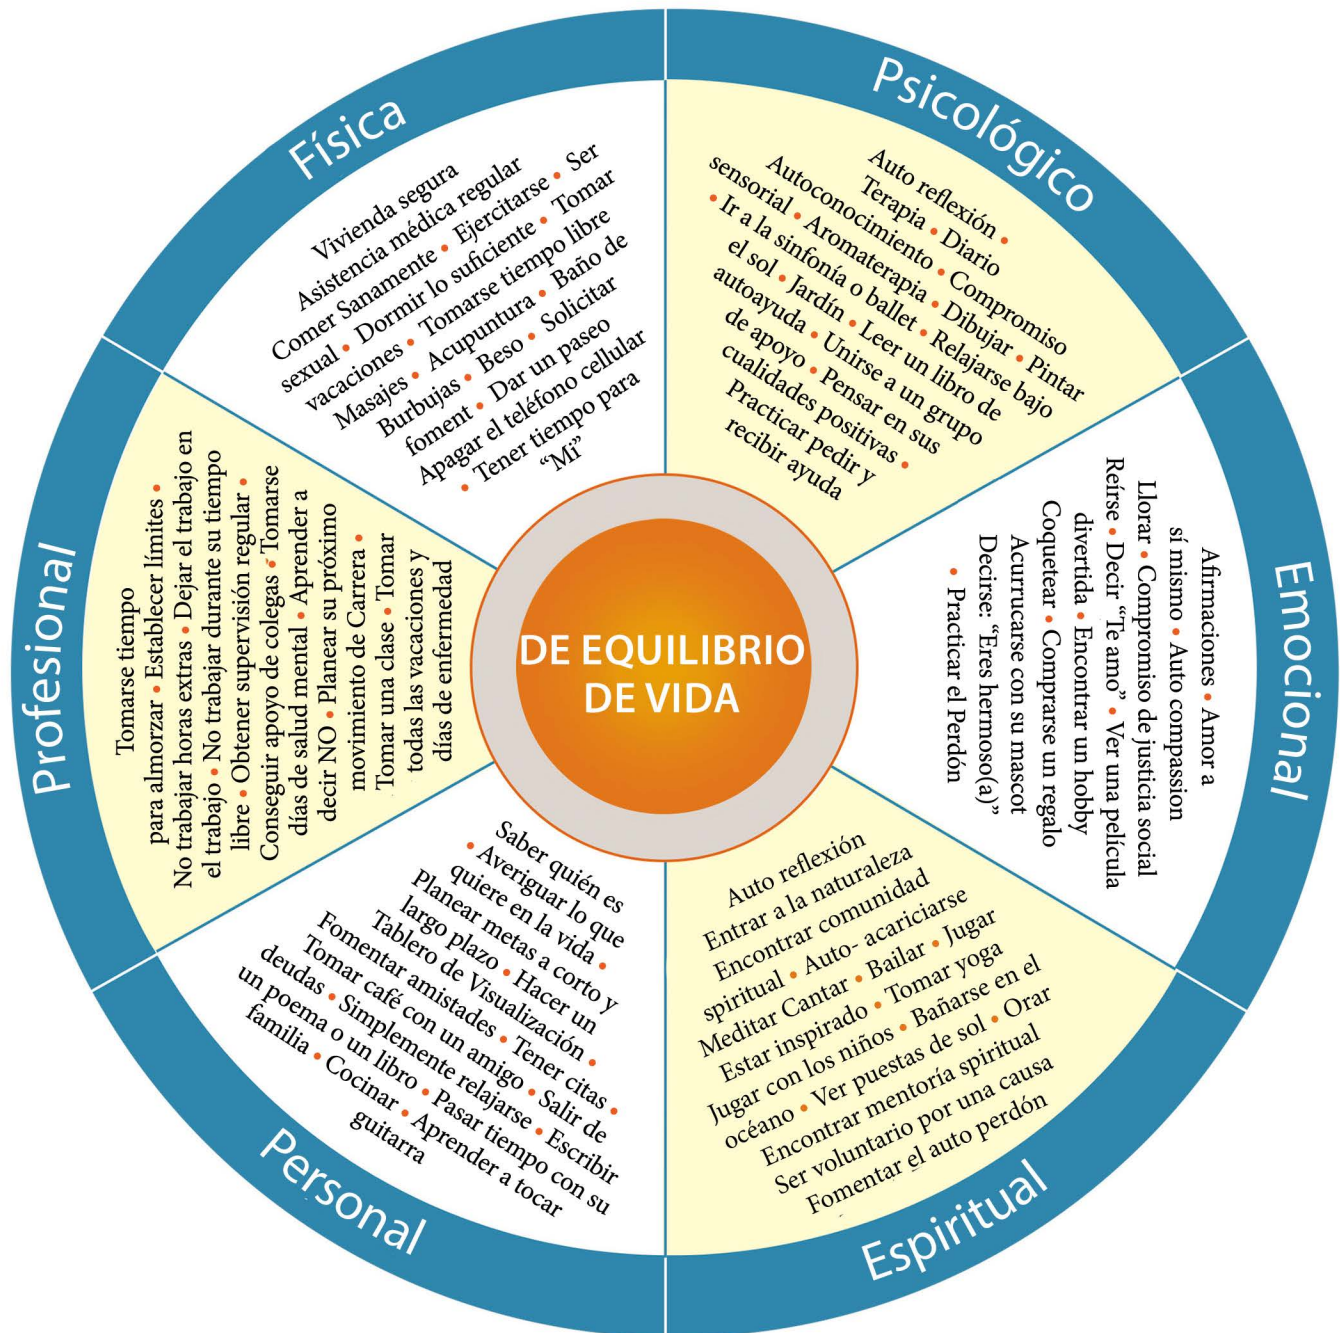 Física
Vivienda segura
Asistencia médica regular
Comer Sanamente • Ejercitarse • Ser
sexual • Dormir lo suficiente • Tomar
vacaciones • Tomarse tiempo libre
Masajes • Acupuntura • Baño de
Burbujas • Beso • Solicitar
foment • Dar un paseo
Apagar el teléfono cellular
• Tener tiempo para
“Mi”
Psicológico
Auto reflexión •
Terapia • Diario
Autoconocimiento • Compromiso
sensorial • Aromaterapia • Dibujar • Pintar
• Ir a la sinfonía o ballet • Relajarse bajo
el sol • Jardín • Leer un libro de
autoayuda • Unirse a un grupo
de apoyo • Pensar en sus
cualidades positivas •
Practicar pedir y
recibir ayuda
Emocional
Afirmaciones • Amor a
sí mismo • Auto compassion
Llorar • Compromiso de justicia social
Reírse • Decir “Te amo” • Ver una película
divertida • Encontrar un hobby
Coquetear • Comprarse un regalo
Acurrucarse con su mascot
Decirse: “Eres hermoso(a)”
• Practicar el Perdón
Espiritual
Auto reflexión
Entrar a la naturaleza
Encontrar comunidad
spiritual • Auto- acariciarse
Meditar Cantar • Bailar • Jugar
Estar inspirado • Tomar yoga
Jugar con los niños • Bañarse en el
océano • Ver puestas de sol • Orar
Encontrar mentoría spiritual
Ser voluntario por una causa
Fomentar el auto perdón
Personal
Saber quién es
• Averiguar lo que
quiere en la vida •
Planear metas a corto y
largo plazo • Hacer un
Tablero de Visualización •
Fomentar amistades • Tener citas •
Tomar café con un amigo • Salir de
deudas • Simplemente relajarse • Escribir
un poema o un libro • Pasar tiempo con su
familia • Cocinar • Aprender a tocar
guitarra
Profesional
Tomarse tiempo
para almorzar • Establecer límites •
No trabajar horas extras • Dejar el trabajo en
el trabajo • No trabajar durante su tiempo
libre • Obtener supervisión regular •
Conseguir apoyo de colegas • Tomarse
días de salud mental • Aprender a
decir NO • Planear su próximo
movimiento de Carrera •
Tomar una clase • Tomar
todas las vacaciones y
días de enfermedad
DE EQUILIBRIO
DE VIDA